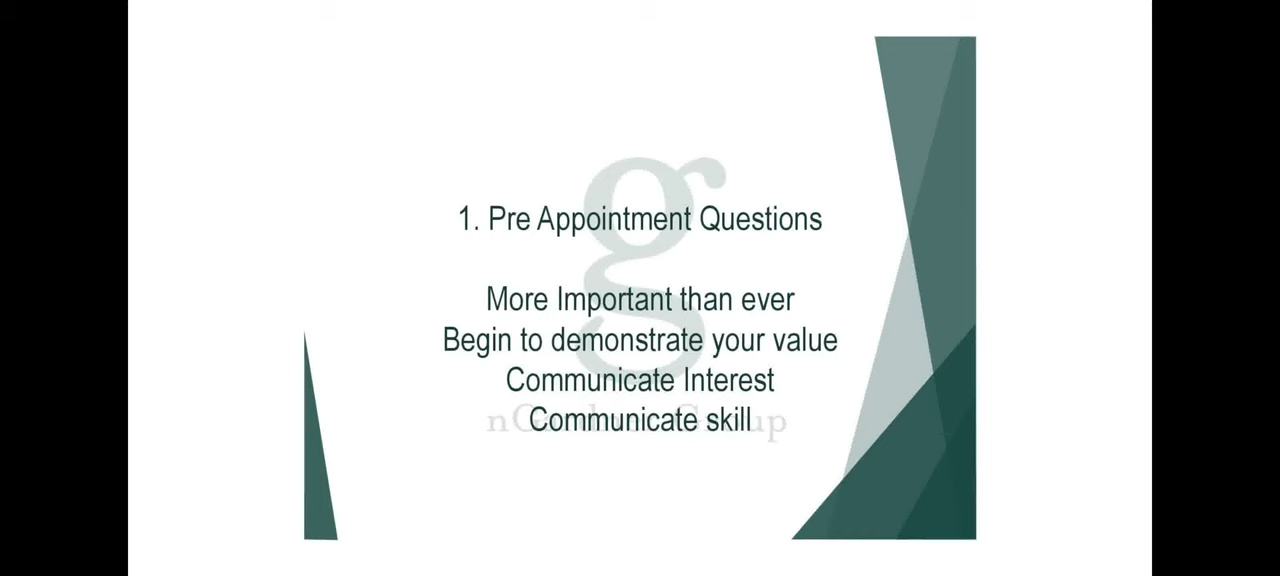 1. Pre Appointment Questions
More Important than ever
Begin to demonstrate your value
Communicate Interest
Communicate skill
g